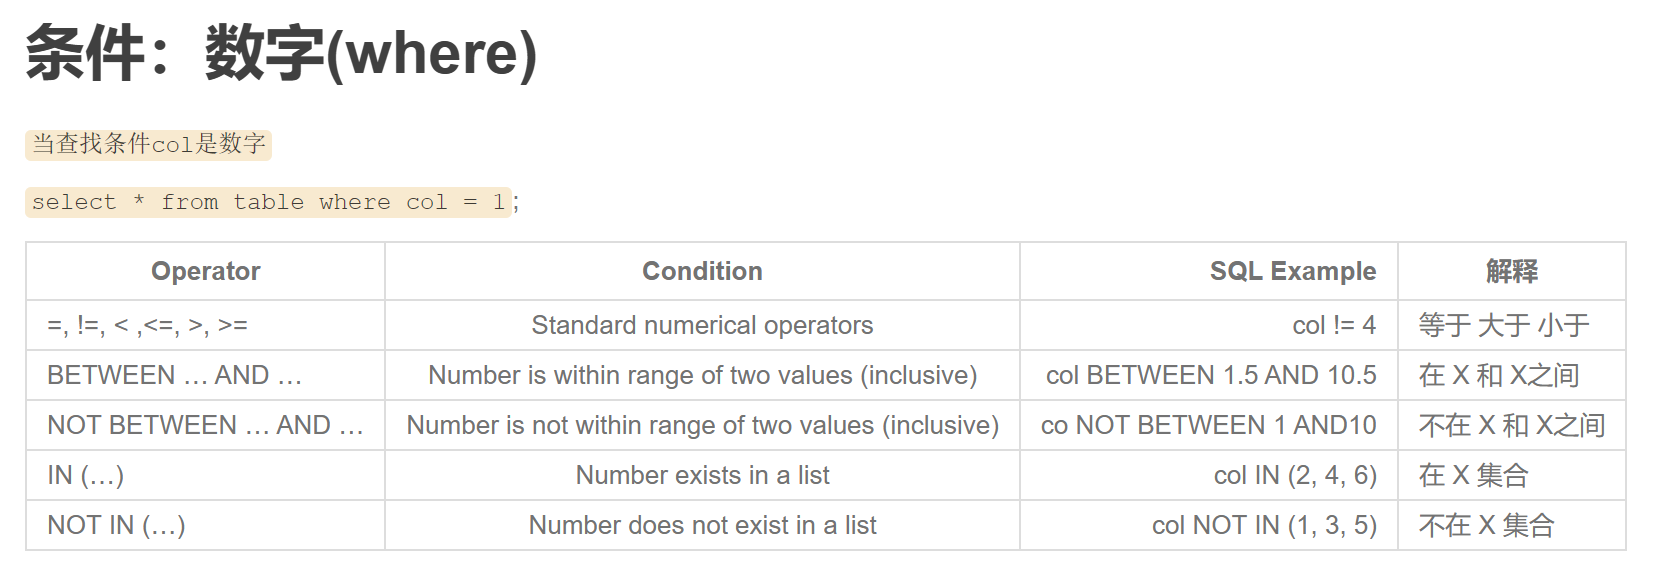 条件：数字(where)
当查找条件col是数字
select * from table where col = 1;
Operator Condition SQL Example 解释
=, !=, < ,<=, >, >= Standard numerical operators col != 4 等于 大于 小于
BETWEEN … AND … Number is within range of two values (inclusive) col BETWEEN 1.5 AND 10.5 在 X 和 X之间
NOT BETWEEN … AND … Number is not within range of two values (inclusive) co NOT BETWEEN 1 AND10 不在 X 和 X之间
IN (…) Number exists in a list col IN (2, 4, 6) 在 X 集合
NOT IN (…) Number does not exist in a list col NOT IN (1, 3, 5) 不在 X 集合